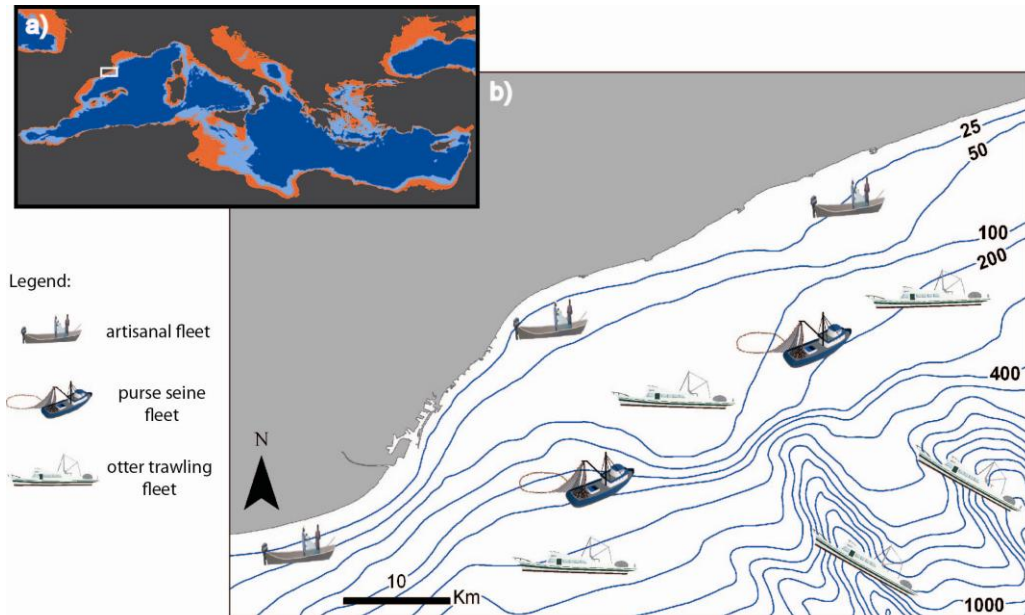 a)
b)
25
50
100
200
400
1000
Legend:
artisanal fleet
purse seine
fleet
otter trawling
fleet
N
10
Km